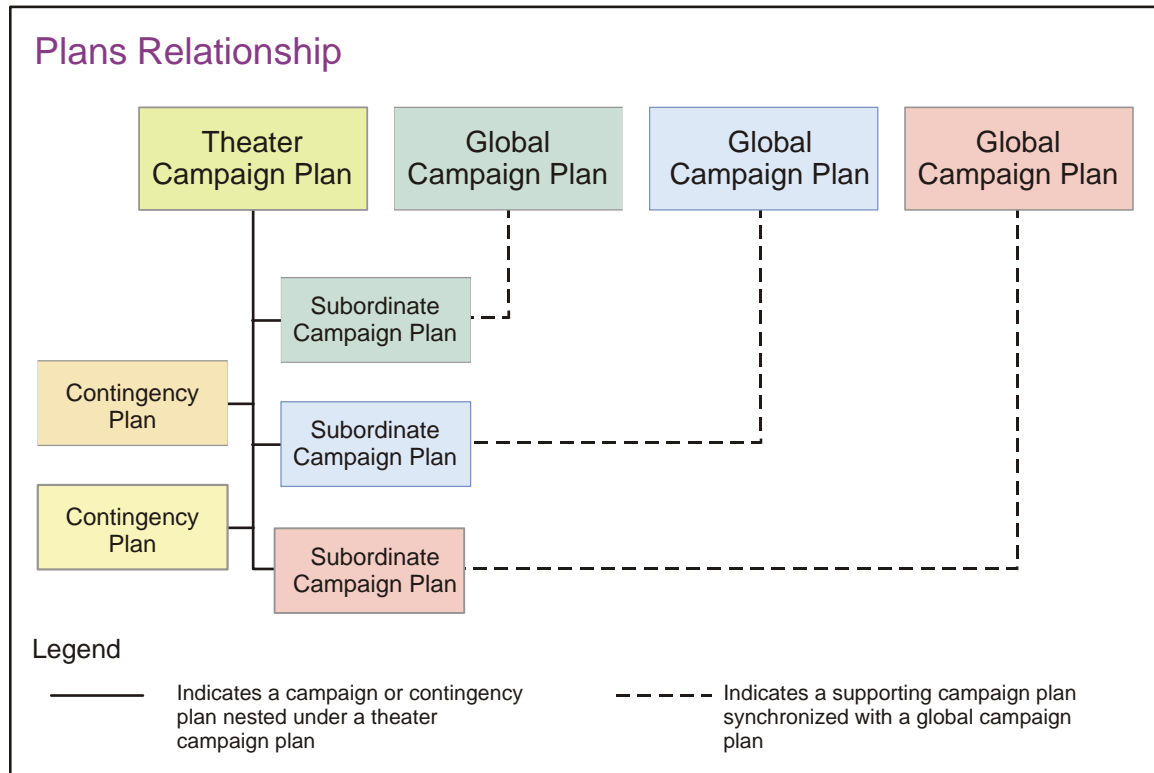 Plans Relationship
Theater
Campaign Plan
Global
Campaign Plan
Global
Campaign Plan
Global
Campaign Plan
Subordinate
Campaign Plan
Contingency
Plan
Subordinate
Campaign Plan
Contingency
Plan
Subordinate
Campaign Plan
Legend
Indicates a campaign or contingency
plan nested under a theater
campaign plan
Indicates a supporting campaign plan
synchronized with a global campaign
plan